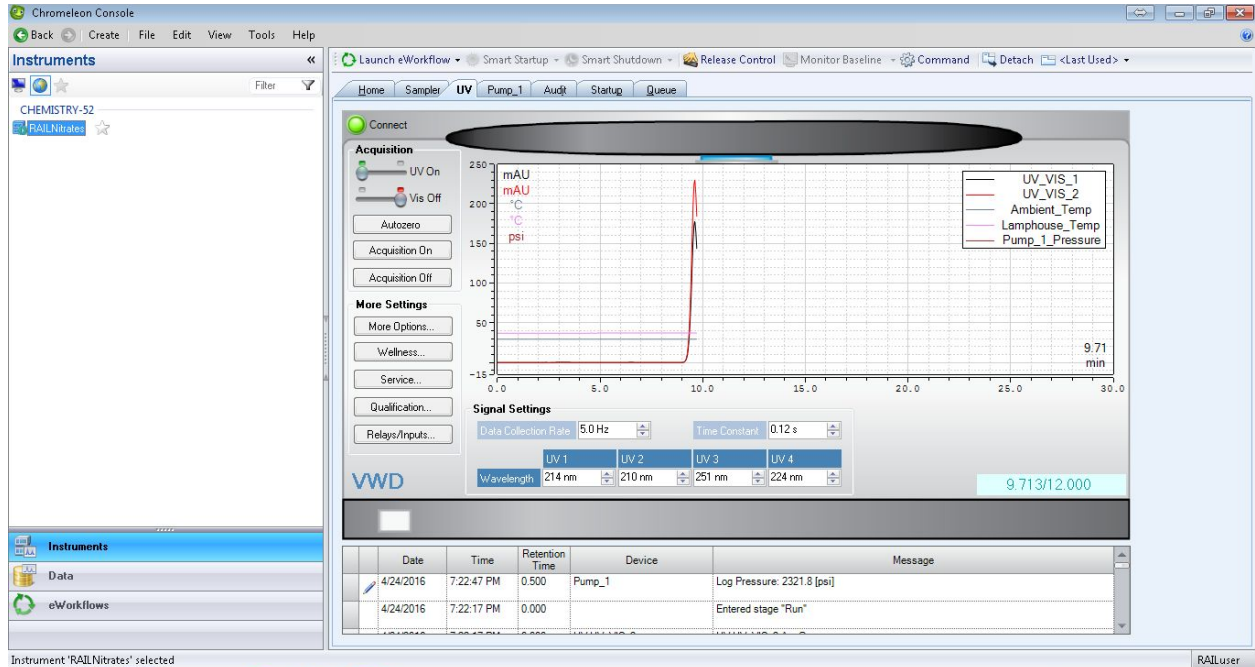 Chromeleon Console
Back Create File Edit View Tools Help
Instruments «
Filter
CHEMISTRY-52
RAILNitrates
Launch eWorkflow Smart Startup Smart Shutdown Release Control Monitor Baseline Command Detach <Last Used>
Home Sampler UV Pump_1 Audit Startup Queue
Connect
Acquisition
UV On
Vis Off
Autozero
Acquisition On
Acquisition Off
More Settings
More Options...
Wellness...
Service...
Qualification...
Relays/Inputs...
VWD
250
200
150
100
50
-15
mAU
mAU
°C
°C
psi
UV_VIS_1
UV_VIS_2
Ambient_Temp
Lamphouse_Temp
Pump_1_Pressure
9.71
min
0.0 5.0 10.0 15.0 20.0 25.0 30.0
Signal Settings
Data Collection Rate 5.0 Hz Time Constant 0.12 s
UV 1 UV 2 UV 3 UV 4
Wavelength 214 nm 210 nm 251 nm 224 nm
9.713/12.000
Instruments
Data
eWorkflows
Date Time Retention Time Device Message
4/24/2016 7:22:47 PM 0.500 Pump_1 Log Pressure: 2321.8 [psi]
4/24/2016 7:22:17 PM 0.000 Entered stage "Run"
Instrument 'RAILNitrates' selected
RAILuser